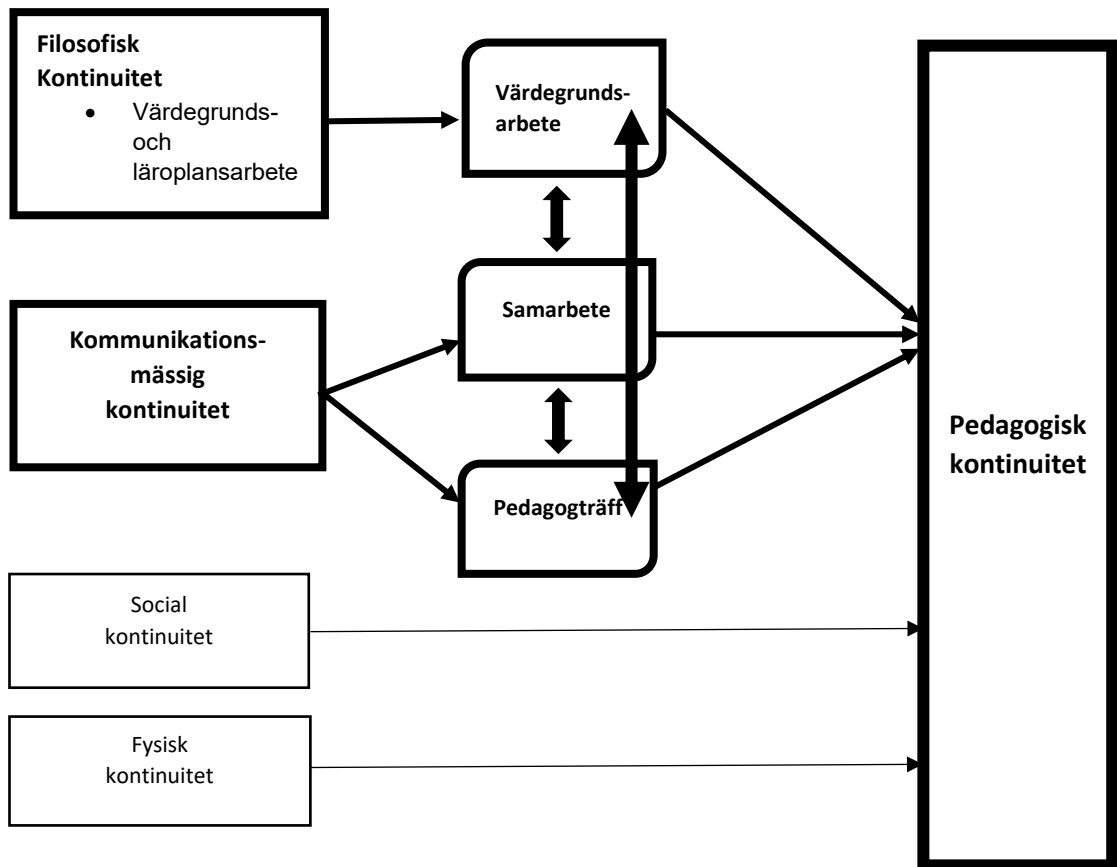 Filosofisk
Kontinuitet
• Värdegrunds-
och
läroplansarbete
Värdegrunds-
arbete
Kommunikations-
mässig
kontinuitet
Samarbete
Pedagogträff
Pedagogisk
kontinuitet
Social
kontinuitet
Fysisk
kontinuitet